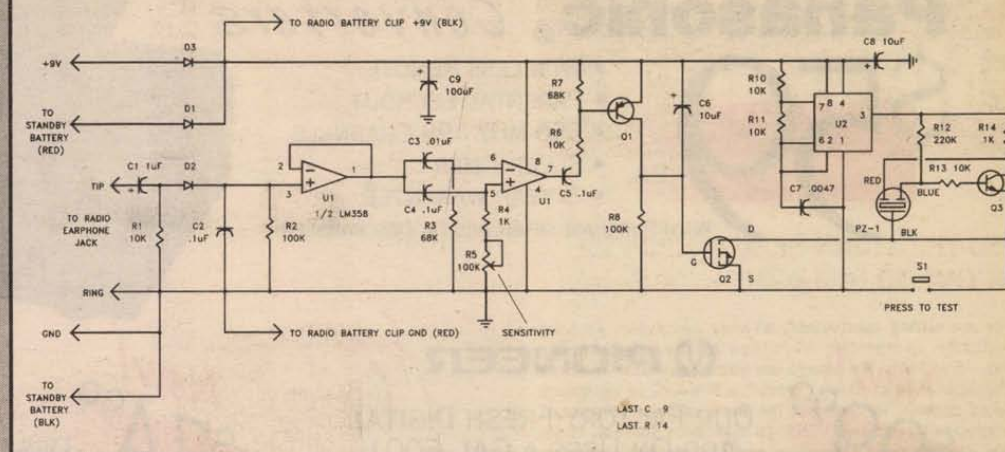 TO RADIO BATTERY CLIP +9V (BLK)
+9V
D3
C8 10uF
TO
STANDBY
BATTERY
(RED)
D1
C9
100uF
R7
68K
R6
10K
Q1
C6
10uF
R10
10K
R11
10K
7 8 4
U2
3
6 2 1
R12
220K
R14
1K
R13 10K
C1 1uF
D2
TIP
C3 .01uF
2
3
1
U1
1/2 LM358
C4 .1uF
6
5
8
7
4
U1
C5 .1uF
C7 .0047
RED
BLUE
Q3
TO RADIO
EARPHONE
JACK
R1
10K
C2
.1uF
R2
100K
R3
68K
R4
1K
R5
100K
R8
100K
D
G
Q2
S
PZ-1
BLK
S1
PRESS TO TEST
RING
GND
TO RADIO BATTERY CLIP GND (RED)
SENSITIVITY
TO
STANDBY
BATTERY
(BLK)
LAST C 9
LAST R 14